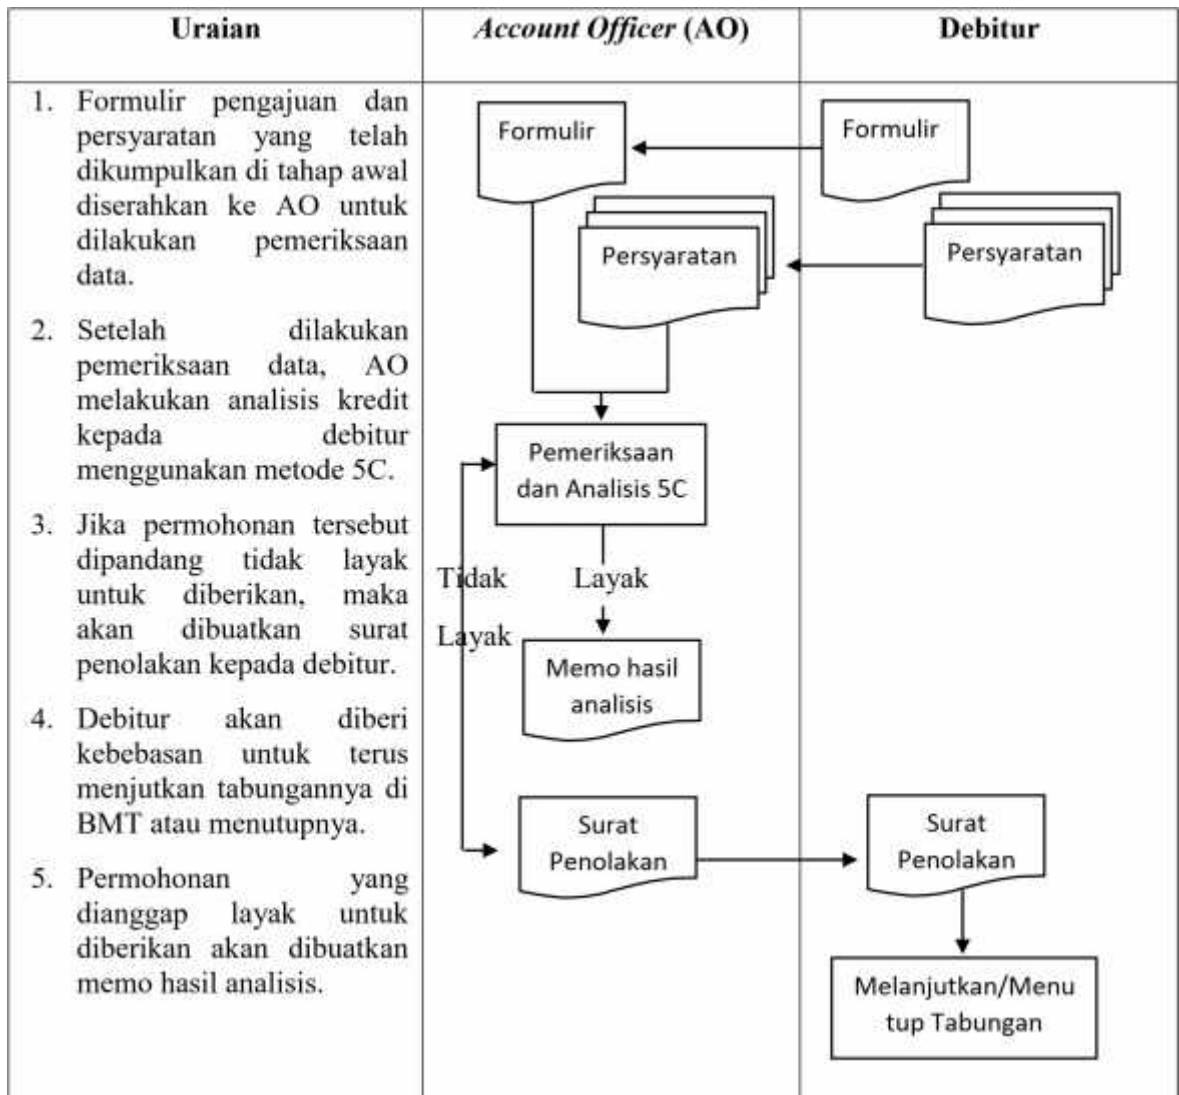 Uraian
Account Officer (AO)
Debitur
1. Formulir pengajuan dan
persyaratan yang telah
dikumpulkan di tahap awal
diserahkan ke AO untuk
dilakukan pemeriksaan
data.
2. Setelah dilakukan
pemeriksaan data, AO
melakukan analisis kredit
kepada debitur
menggunakan metode 5C.
3. Jika permohonan tersebut
dipandang tidak layak
untuk diberikan, maka
akan dibuatkan surat
penolakan kepada debitur.
4. Debitur akan diberi
kebebasan untuk terus
menjutkan tabungannya di
BMT atau menutupnya.
5. Permohonan yang
dianggap layak untuk
diberikan akan dibuatkan
memo hasil analisis.
Formulir
Persyaratan
Pemeriksaan
dan Analisis 5C
Tidak
Layak
Layak
Memo hasil
analisis
Surat
Penolakan
Formulir
Persyaratan
Surat
Penolakan
Melanjutkan/Menu
tup Tabungan